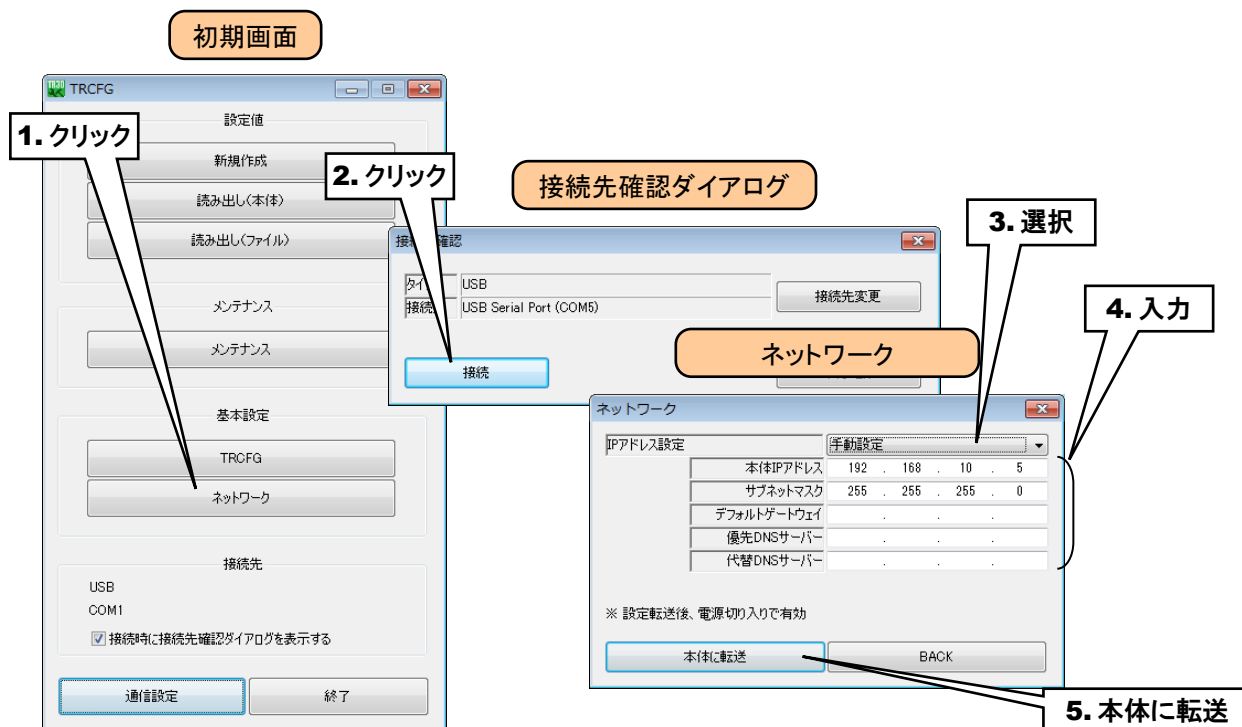 初期画面
TRCFG
設定値
1. クリック
新規作成
読み出し(本体)
読み出し(ファイル)
メンテナンス
メンテナンス
基本設定
TRCFG
ネットワーク
接続先
USB
COM1
接続時に接続先確認ダイアログを表示する
通信設定
終了
2. クリック
接続先確認ダイアログ
確認
USB
接続先変更
USB Serial Port (COM5)
接続
3. 選択
4. 入力
ネットワーク
ネットワーク
IPアドレス設定 手動設定
本体IPアドレス 192 . 168 . 10 . 5
サブネットマスク 255 . 255 . 255 . 0
デフォルトゲートウェイ . . .
優先DNSサーバー . . .
代替DNSサーバー . . .
※ 設定転送後、電源切り入りで有効
本体に転送
BACK
5. 本体に転送